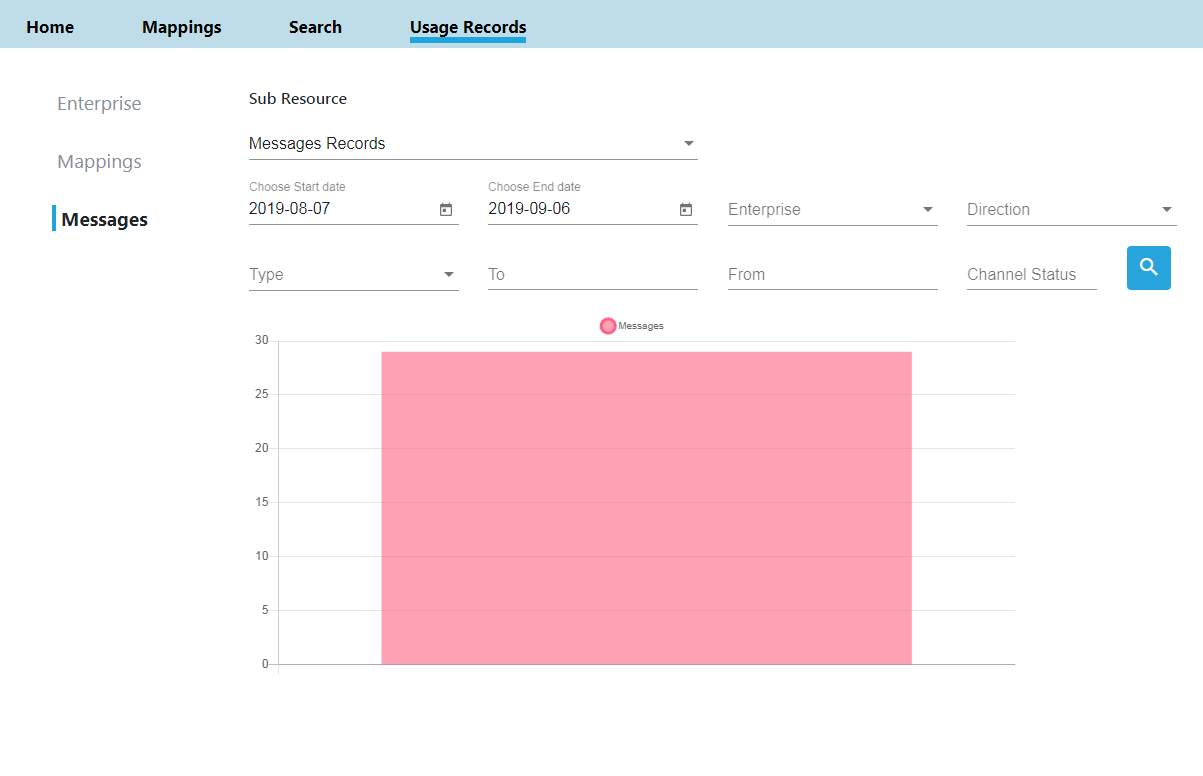 Home Mappings Search Usage Records
Enterprise
Mappings
Messages
Sub Resource
Messages Records
Choose Start date Choose End date
2019-08-07 2019-09-06 Enterprise Direction
Type To From Channel Status
Messages
30
25
20
15
10
5
0